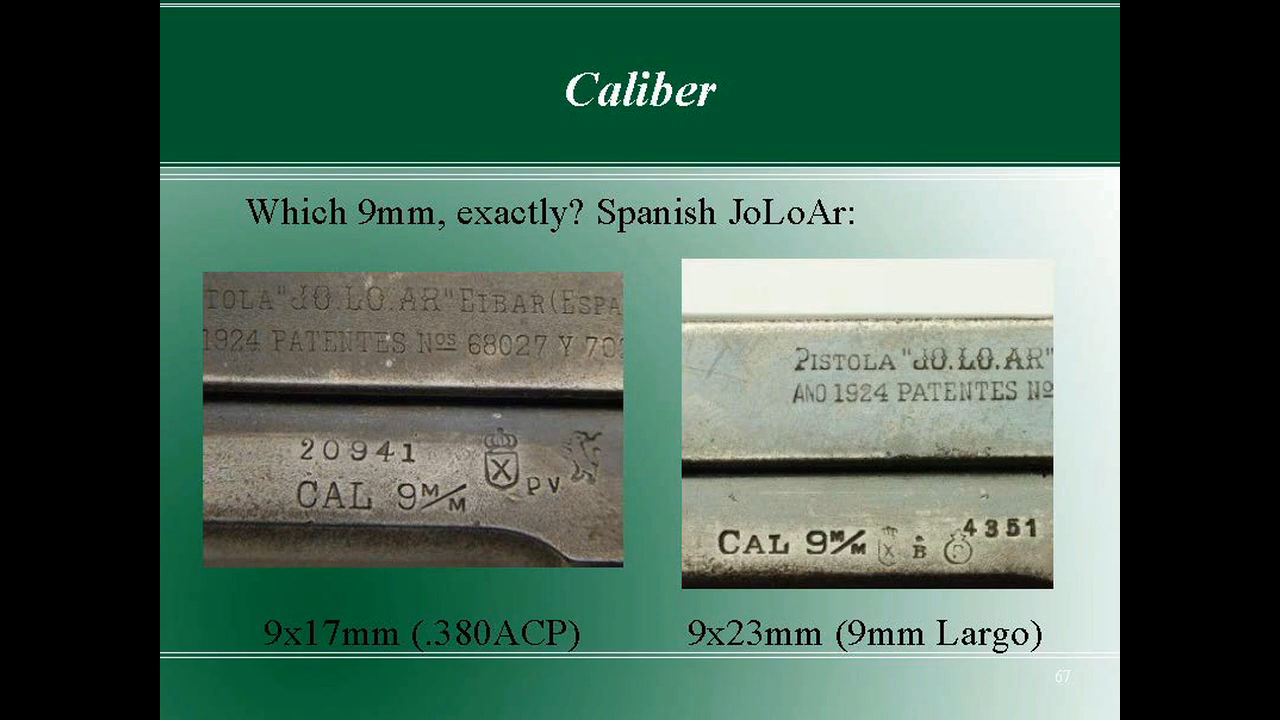 Caliber
Which 9mm, exactly? Spanish JoLoAr:
TOLA "JO.LO.AR" EIBAR (ESPA
1924 PATENTES Nos 68027 Y 70
20941
X
PV
CAL 9M/M
PISTOLA "JO.LO.AR"
ANO 1924 PATENTES No
4351
CAL 9M/M
X
B
P
9x17mm (.380ACP)
9x23mm (9mm Largo)
67